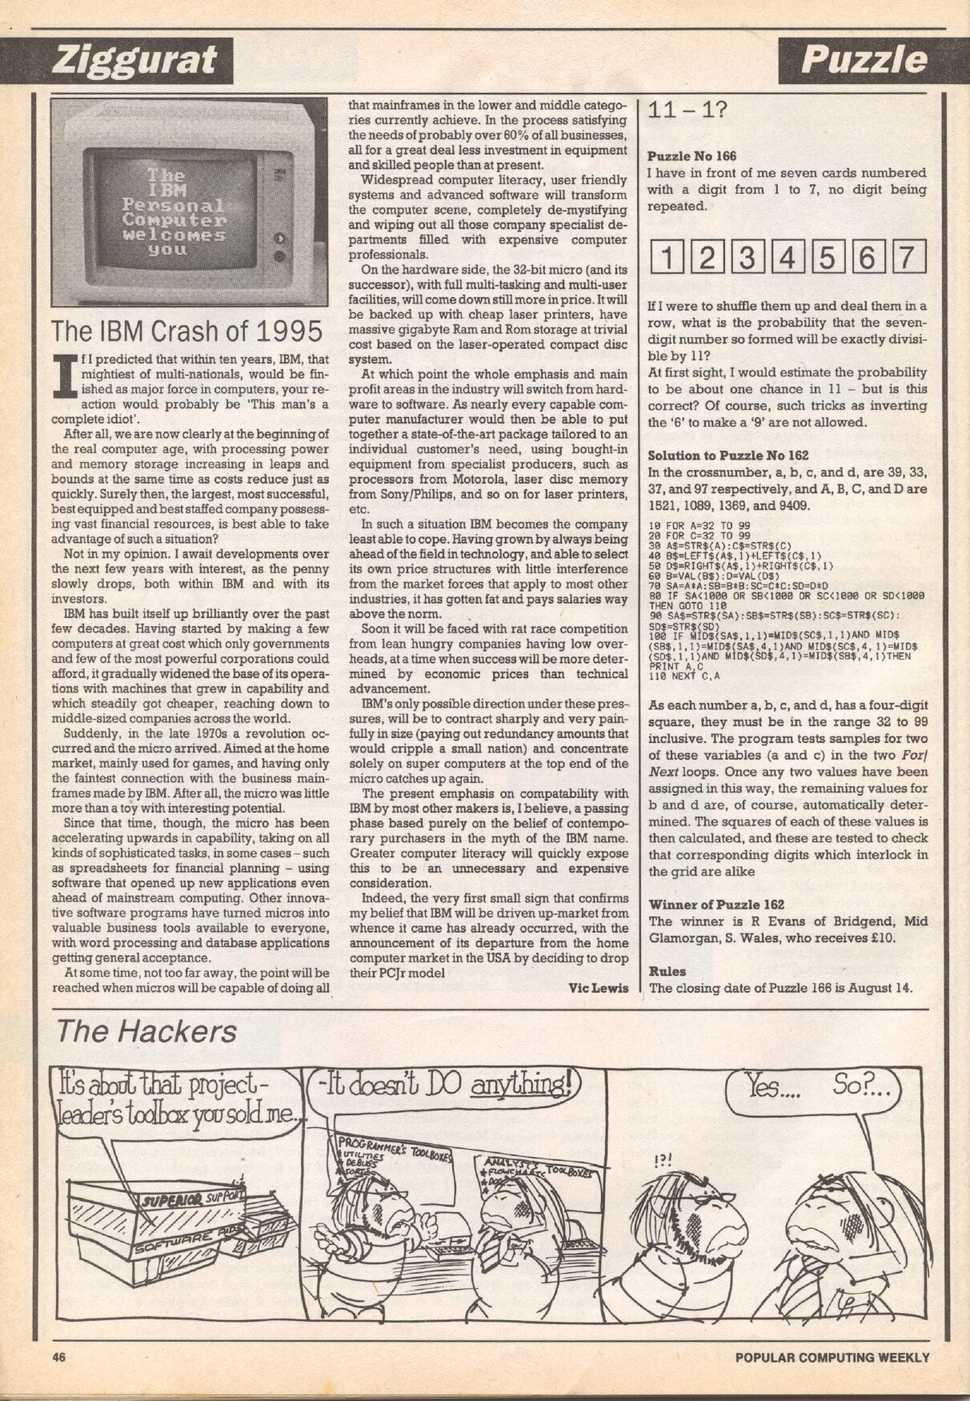 Ziggurat
Puzzle
The
IBM
Personal
Computer
welcomes
you
The IBM Crash of 1995
If I predicted that within ten years, IBM, that
mightiest of multi-nationals, would be fin-
ished as major force in computers, your re-
action would probably be 'This man's a
complete idiot'.
After all, we are now clearly at the beginning of
the real computer age, with processing power
and memory storage increasing in leaps and
bounds at the same time as costs reduce just as
quickly. Surely then, the largest, most successful,
best equipped and best staffed company possess-
ing vast financial resources, is best able to take
advantage of such a situation?
Not in my opinion. I await developments over
the next few years with interest, as the penny
slowly drops, both within IBM and with its
investors.
IBM has built itself up brilliantly over the past
few decades. Having started by making a few
computers at great cost which only governments
and few of the most powerful corporations could
afford, it gradually widened the base of its opera-
tions with machines that grew in capability and
which steadily got cheaper, reaching down to
middle-sized companies across the world.
Suddenly, in the late 1970s a revolution oc-
curred and the micro arrived. Aimed at the home
market, mainly used for games, and having only
the faintest connection with the business main-
frames made by IBM. After all, the micro was little
more than a toy with interesting potential.
Since that time, though, the micro has been
accelerating upwards in capability, taking on all
kinds of sophisticated tasks, in some cases – such
as spreadsheets for financial planning – using
software that opened up new applications even
ahead of mainstream computing. Other innova-
tive software programs have turned micros into
valuable business tools available to everyone,
with word processing and database applications
getting general acceptance.
At some time, not too far away, the point will be
reached when micros will be capable of doing all
that mainframes in the lower and middle catego-
ries currently achieve. In the process satisfying
the needs of probably over 60% of all businesses,
all for a great deal less investment in equipment
and skilled people than at present.
Widespread computer literacy, user friendly
systems and advanced software will transform
the computer scene, completely de-mystifying
and wiping out all those company specialist de-
partments filled with expensive computer
professionals.
On the hardware side, the 32-bit micro (and its
successor), with full multi-tasking and multi-user
facilities, will come down still more in price. It will
be backed up with cheap laser printers, have
massive gigabyte Ram and Rom storage at trivial
cost based on the laser-operated compact disc
system.
At which point the whole emphasis and main
profit areas in the industry will switch from hard-
ware to software. As nearly every capable com-
puter manufacturer would then be able to put
together a state-of-the-art package tailored to an
individual customer's need, using bought-in
equipment from specialist producers, such as
processors from Motorola, laser disc memory
from Sony/Philips, and so on for laser printers,
etc.
In such a situation IBM becomes the company
least able to cope. Having grown by always being
ahead of the field in technology, and able to select
its own price structures with little interference
from the market forces that apply to most other
industries, it has gotten fat and pays salaries way
above the norm.
Soon it will be faced with rat race competition
from lean hungry companies having low over-
heads, at a time when success will be more deter-
mined by economic prices than technical
advancement.
IBM's only possible direction under these pres-
sures, will be to contract sharply and very pain-
fully in size (paying out redundancy amounts that
would cripple a small nation) and concentrate
solely on super computers at the top end of the
micro catches up again.
The present emphasis on compatability with
IBM by most other makers is, I believe, a passing
phase based purely on the belief of contempo-
rary purchasers in the myth of the IBM name.
Greater computer literacy will quickly expose
this to be an unnecessary and expensive
consideration.
Indeed, the very first small sign that confirms
my belief that IBM will be driven up-market from
whence it came has already occurred, with the
announcement of its departure from the home
computer market in the USA by deciding to drop
their PCJr model
Vic Lewis
11 – 1?
Puzzle No 166
I have in front of me seven cards numbered
with a digit from 1 to 7, no digit being
repeated.
1 2 3 4 5 6 7
If I were to shuffle them up and deal them in a
row, what is the probability that the seven-
digit number so formed will be exactly divisi-
ble by 11?
At first sight, I would estimate the probability
to be about one chance in 11 – but is this
correct? Of course, such tricks as inverting
the '6' to make a '9' are not allowed.
Solution to Puzzle No 162
In the crossnumber, a, b, c, and d, are 39, 33,
37, and 97 respectively, and A, B, C, and D are
1521, 1089, 1369, and 9409.
10 FOR A=32 TO 99
20 FOR C=32 TO 99
30 A$=STR$(A):C$=STR$(C)
40 B$=LEFT$(A$,1)+LEFT$(C$,1)
50 D$=RIGHT$(A$,1)+RIGHT$(C$,1)
60 B=VAL(B$):D=VAL(D$)
70 SA=A*A:SB=B*B:SC=C*C:SD=D*D
80 IF SA<1000 OR SB<1000 OR SC<1000 OR SD<1000
THEN GOTO 110
90 SA$=STR$(SA):SB$=STR$(SB):SC$=STR$(SC):
SD$=STR$(SD)
100 IF MID$(SA$,1,1)=MID$(SC$,1,1)AND MID$
(SB$,1,1)=MID$(SA$,4,1)AND MID$(SC$,4,1)=MID$
(SD$,1,1)AND MID$(SD$,4,1)=MID$(SB$,4,1)THEN
PRINT A,C
110 NEXT C,A
As each number a, b, c, and d, has a four-digit
square, they must be in the range 32 to 99
inclusive. The program tests samples for two
of these variables (a and c) in the two For/
Next loops. Once any two values have been
assigned in this way, the remaining values for
b and d are, of course, automatically deter-
mined. The squares of each of these values is
then calculated, and these are tested to check
that corresponding digits which interlock in
the grid are alike
Winner of Puzzle 162
The winner is R Evans of Bridgend, Mid
Glamorgan, S. Wales, who receives £10.
Rules
The closing date of Puzzle 166 is August 14.
The Hackers
It's about that project-
leader's toolbox you sold me...
SUPERIOR SUPPORT
SOFTWARE AIDS
-It doesn't DO anything!
PROGRAMMER'S TOOLBOXES
UTILITIES
DEBUGS
SORTS
ANALYSTS TOOLBOXES
FLOWCHARTS
!?!
Yes.... So?...
46
POPULAR COMPUTING WEEKLY